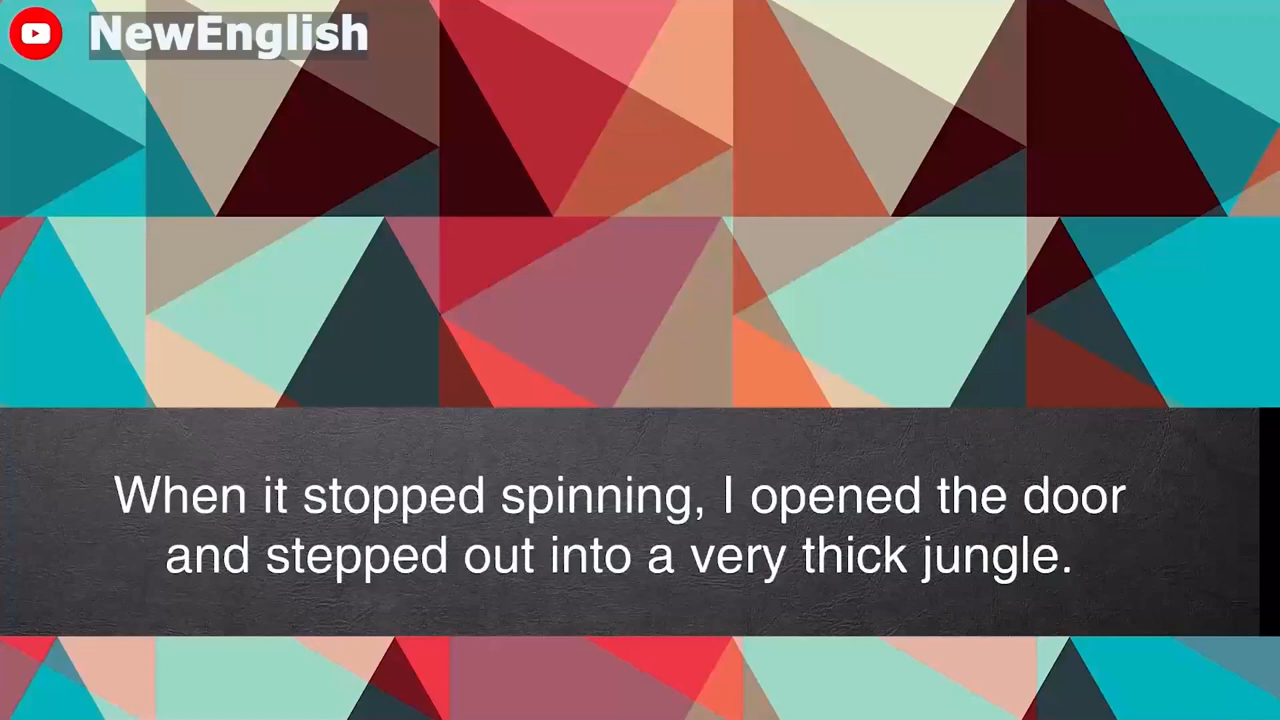 NewEnglish
When it stopped spinning, I opened the door
and stepped out into a very thick jungle.